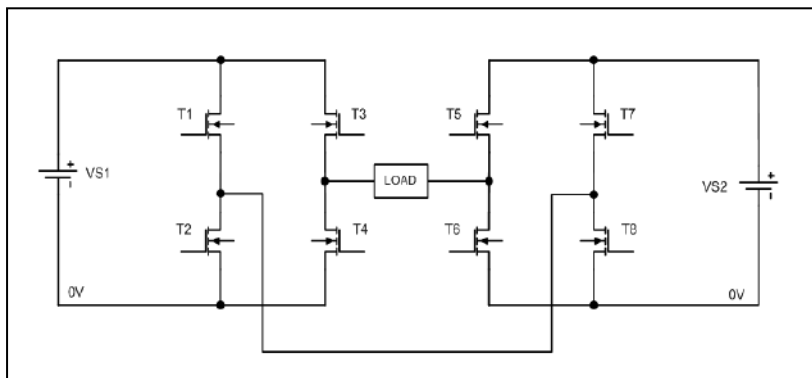 T1
T3
T5
T7
+
VS1
-
LOAD
+
VS2
-
T2
T4
T6
T8
0V
0V